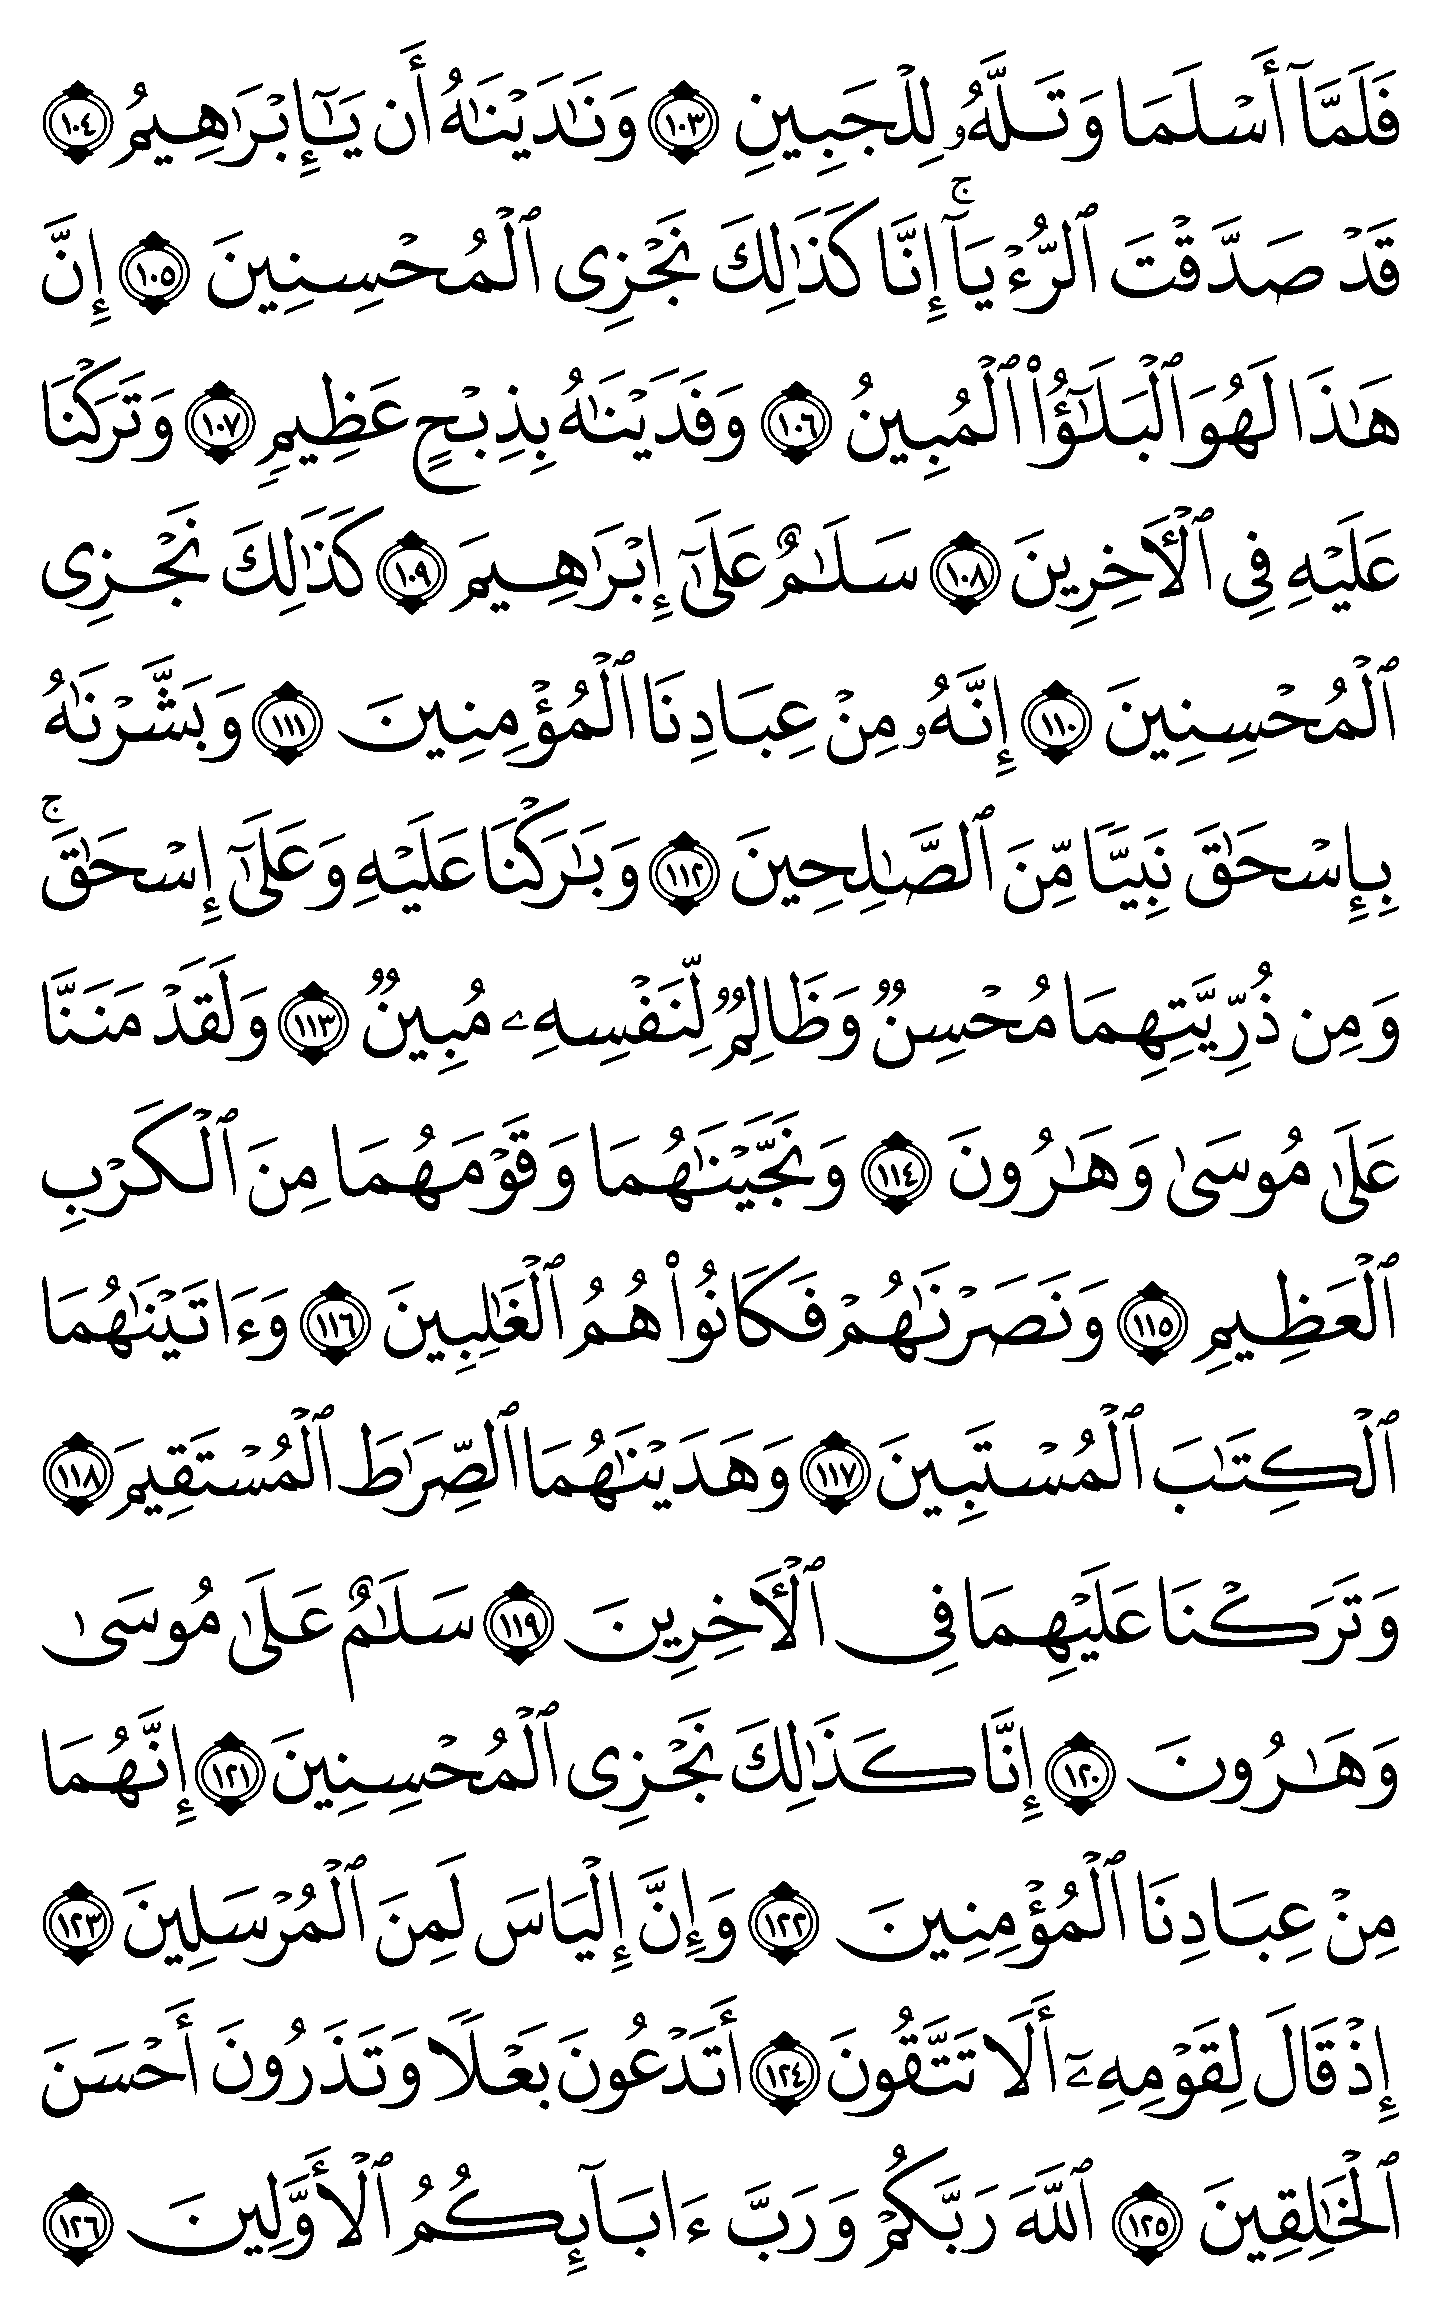 فَلَمَّآ أَسۡلَمَا وَتَلَّهُۥ لِلۡجَبِينِ ١٠٣ وَنَٰدَيۡنَٰهُ أَن يَٰٓإِبۡرَٰهِيمُ ١٠٤
قَدۡ صَدَّقۡتَ ٱلرُّءۡيَآۚ إِنَّا كَذَٰلِكَ نَجۡزِى ٱلۡمُحۡسِنِينَ ١٠٥ إِنَّ
هَٰذَا لَهُوَ ٱلۡبَلَٰٓؤُاْ ٱلۡمُبِينُ ١٠٦ وَفَدَيۡنَٰهُ بِذِبۡحٍ عَظِيمٖ ١٠٧ وَتَرَكۡنَا
عَلَيۡهِ فِى ٱلۡأَخِرِينَ ١٠٨ سَلَٰمٌ عَلَىٰٓ إِبۡرَٰهِيمَ ١٠٩ كَذَٰلِكَ نَجۡزِى
ٱلۡمُحۡسِنِينَ ١١٠ إِنَّهُۥ مِنۡ عِبَادِنَا ٱلۡمُؤۡمِنِينَ ١١١ وَبَشَّرۡنَٰهُ
بِإِسۡحَٰقَ نَبِيّٗا مِّنَ ٱلصَّٰلِحِينَ ١١٢ وَبَٰرَكۡنَا عَلَيۡهِ وَعَلَىٰٓ إِسۡحَٰقَۚ
وَمِن ذُرِّيَّتِهِمَا مُحۡسِنٞ وَظَالِمٞ لِّنَفۡسِهِۦ مُبِينٞ ١١٣ وَلَقَدۡ مَنَنَّا
عَلَىٰ مُوسَىٰ وَهَٰرُونَ ١١٤ وَنَجَّيۡنَٰهُمَا وَقَوۡمَهُمَا مِنَ ٱلۡكَرۡبِ
ٱلۡعَظِيمِ ١١٥ وَنَصَرۡنَٰهُمۡ فَكَانُواْ هُمُ ٱلۡغَٰلِبِينَ ١١٦ وَءَاتَيۡنَٰهُمَا
ٱلۡكِتَٰبَ ٱلۡمُسۡتَبِينَ ١١٧ وَهَدَيۡنَٰهُمَا ٱلصِّرَٰطَ ٱلۡمُسۡتَقِيمَ ١١٨
وَتَرَكۡنَا عَلَيۡهِمَا فِى ٱلۡأَخِرِينَ ١١٩ سَلَٰمٌ عَلَىٰ مُوسَىٰ
وَهَٰرُونَ ١٢٠ إِنَّا كَذَٰلِكَ نَجۡزِى ٱلۡمُحۡسِنِينَ ١٢١ إِنَّهُمَا
مِنۡ عِبَادِنَا ٱلۡمُؤۡمِنِينَ ١٢٢ وَإِنَّ إِلۡيَاسَ لَمِنَ ٱلۡمُرۡسَلِينَ ١٢٣
إِذۡ قَالَ لِقَوۡمِهِۦٓ أَلَا تَتَّقُونَ ١٢٤ أَتَدۡعُونَ بَعۡلٗا وَتَذَرُونَ أَحۡسَنَ
ٱلۡخَٰلِقِينَ ١٢٥ ٱللَّهَ رَبَّكُمۡ وَرَبَّ ءَابَآئِكُمُ ٱلۡأَوَّلِينَ ١٢٦